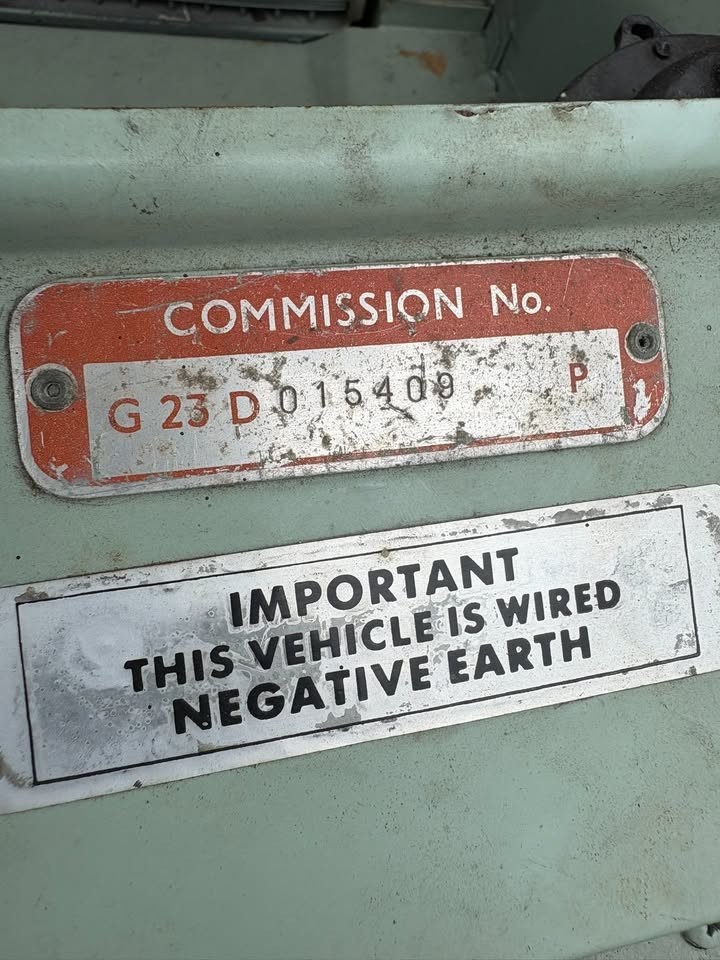 COMMISSION No.
G 23 D 015409 P
IMPORTANT
THIS VEHICLE IS WIRED
NEGATIVE EARTH